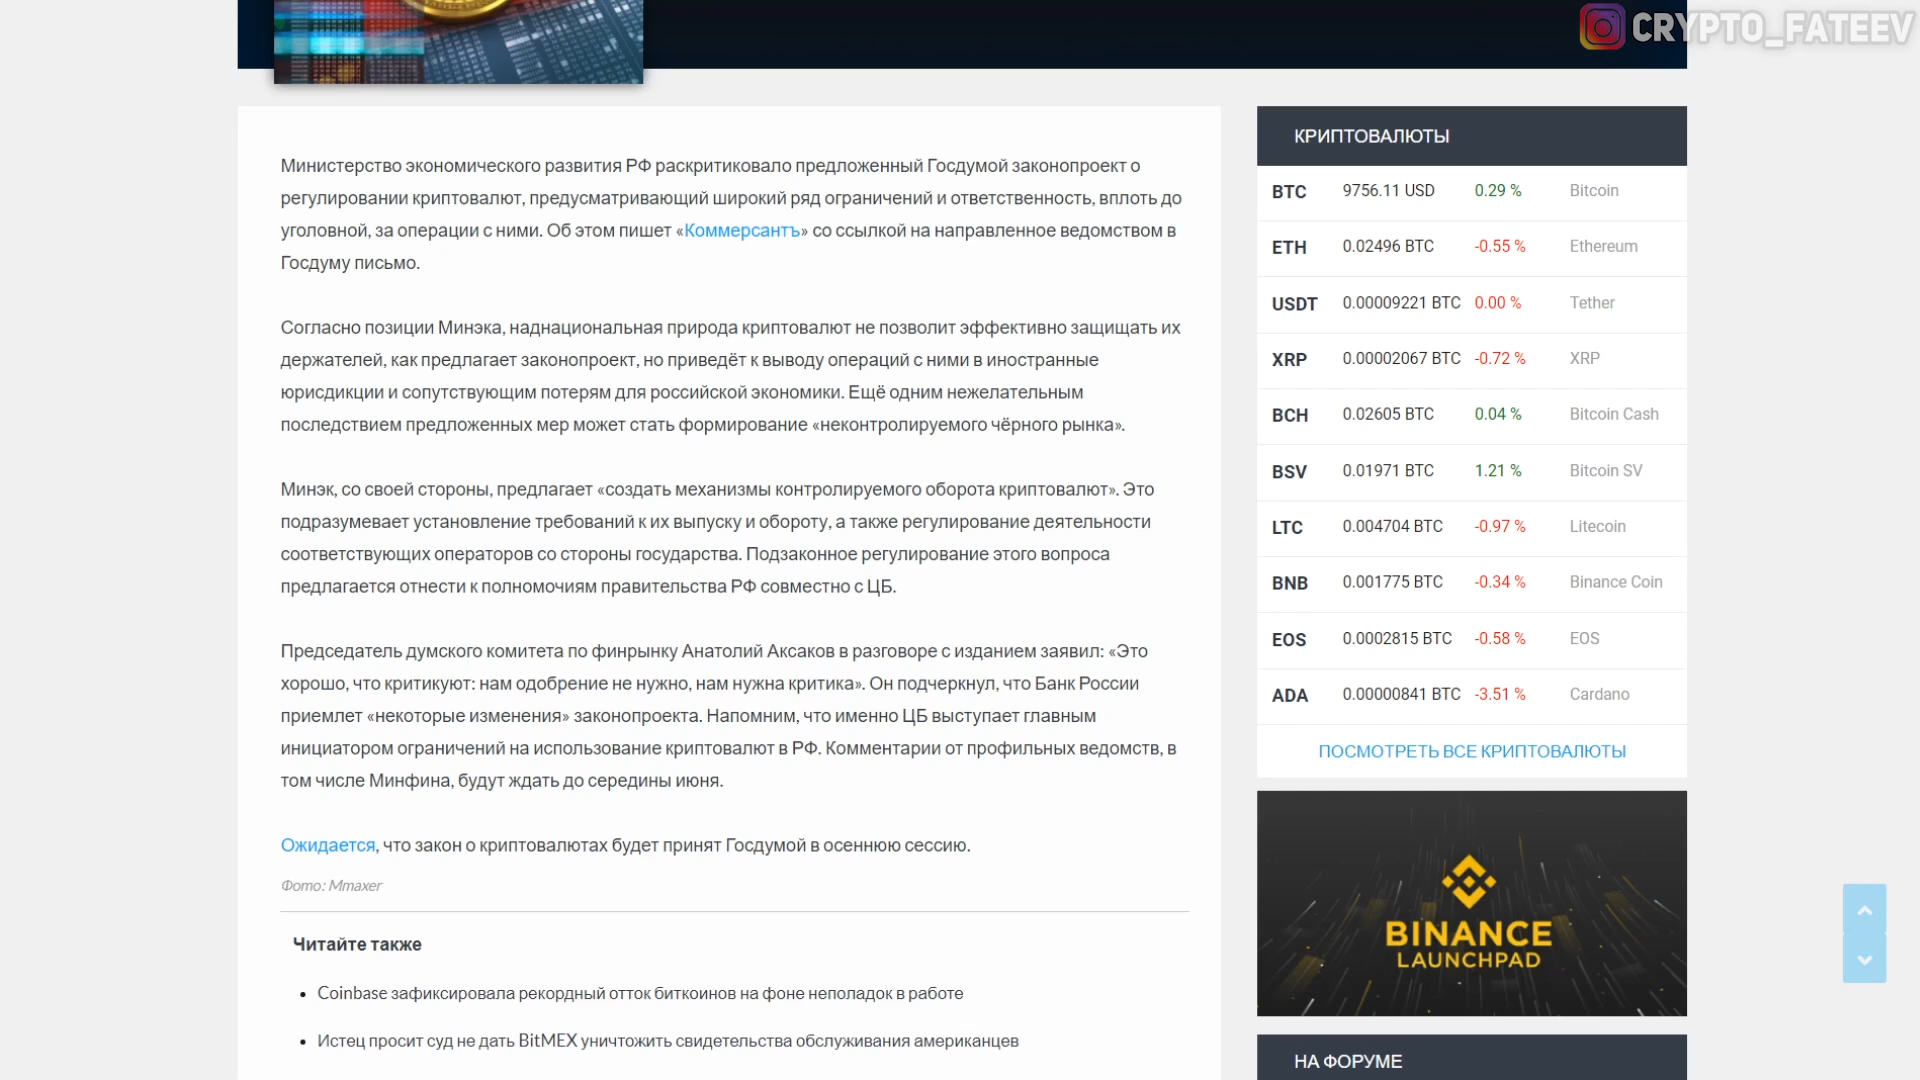 CRYPTO_FATEEV
Министерство экономического развития РФ раскритиковало предложенный Госдумой законопроект о
регулировании криптовалют, предусматривающий широкий ряд ограничений и ответственность, вплоть до
уголовной, за операции с ними. Об этом пишет «Коммерсантъ» со ссылкой на направленное ведомством в
Госдуму письмо.
Согласно позиции Минэка, наднациональная природа криптовалют не позволит эффективно защищать их
держателей, как предлагает законопроект, но приведёт к выводу операций с ними в иностранные
юрисдикции и сопутствующим потерям для российской экономики. Ещё одним нежелательным
последствием предложенных мер может стать формирование «неконтролируемого чёрного рынка».
Минэк, со своей стороны, предлагает «создать механизмы контролируемого оборота криптовалют». Это
подразумевает установление требований к их выпуску и обороту, а также регулирование деятельности
соответствующих операторов со стороны государства. Подзаконное регулирование этого вопроса
предлагается отнести к полномочиям правительства РФ совместно с ЦБ.
Председатель думского комитета по финрынку Анатолий Аксаков в разговоре с изданием заявил: «Это
хорошо, что критикуют: нам одобрение не нужно, нам нужна критика». Он подчеркнул, что Банк России
приемлет «некоторые изменения» законопроекта. Напомним, что именно ЦБ выступает главным
инициатором ограничений на использование криптовалют в РФ. Комментарии от профильных ведомств, в
том числе Минфина, будут ждать до середины июня.
Ожидается, что закон о криптовалютах будет принят Госдумой в осеннюю сессию.
Фото: Mmaxer
Читайте также
• Coinbase зафиксировала рекордный отток биткоинов на фоне неполадок в работе
• Истец просит суд не дать BitMEX уничтожить свидетельства обслуживания американцев
КРИПТОВАЛЮТЫ
BTC 9756.11 USD 0.29 % Bitcoin
ETH 0.02496 BTC -0.55 % Ethereum
USDT 0.00009221 BTC 0.00 % Tether
XRP 0.00002067 BTC -0.72 % XRP
BCH 0.02605 BTC 0.04 % Bitcoin Cash
BSV 0.01971 BTC 1.21 % Bitcoin SV
LTC 0.004704 BTC -0.97 % Litecoin
BNB 0.001775 BTC -0.34 % Binance Coin
EOS 0.0002815 BTC -0.58 % EOS
ADA 0.00000841 BTC -3.51 % Cardano
ПОСМОТРЕТЬ ВСЕ КРИПТОВАЛЮТЫ
BINANCE
LAUNCHPAD
НА ФОРУМЕ